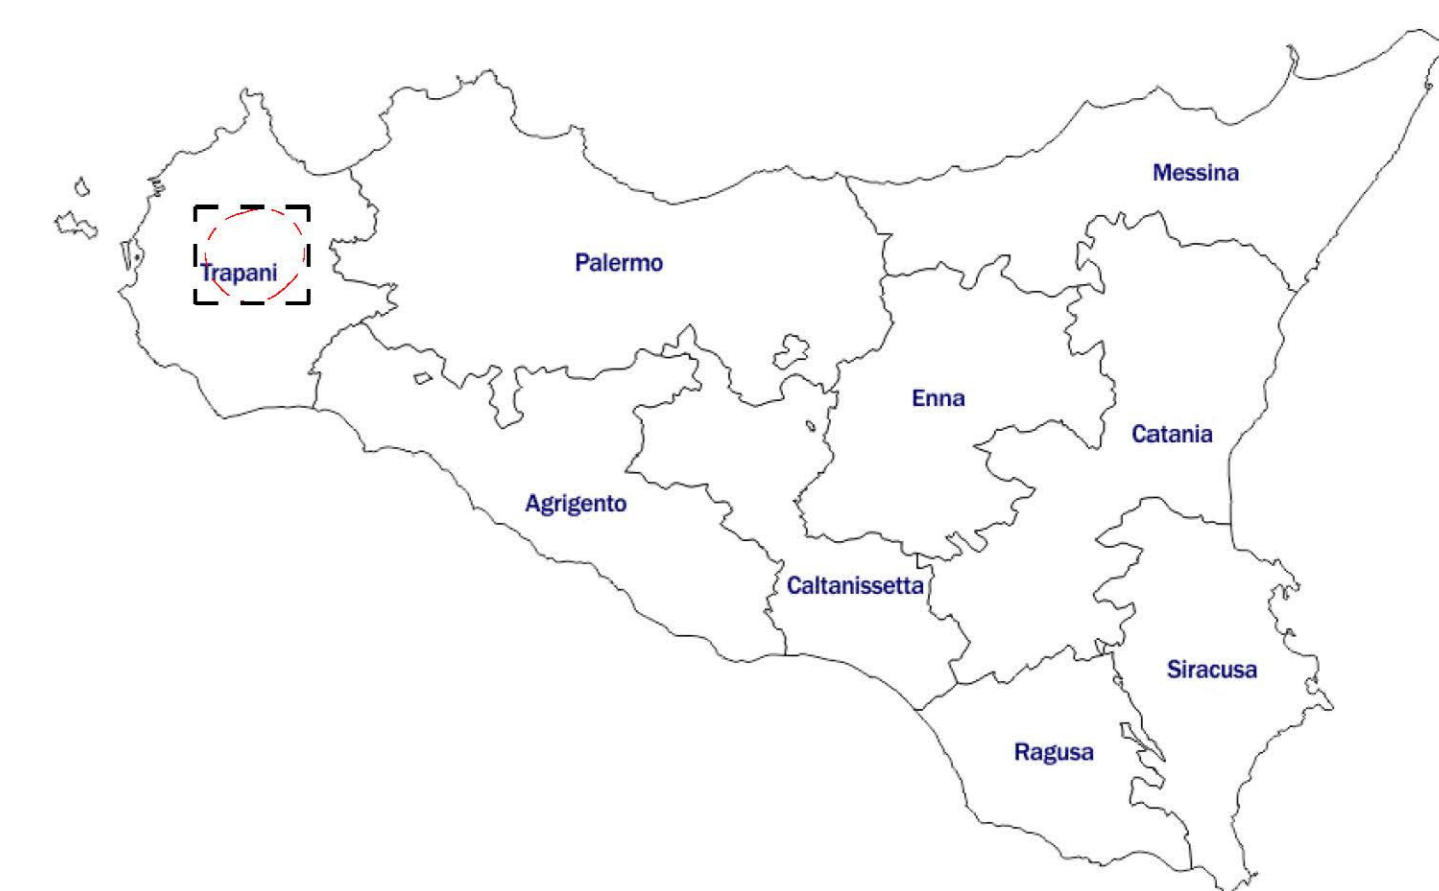 Messina
Palermo
Trapani
Enna
Catania
Agrigento
Caltanissetta
Siracusa
Ragusa